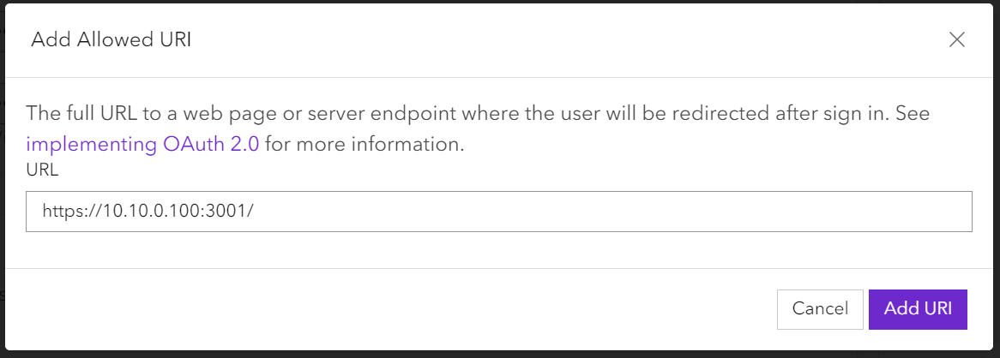 Add Allowed URI
The full URL to a web page or server endpoint where the user will be redirected after sign in. See
implementing OAuth 2.0 for more information.
URL
https://10.10.0.100:3001/
Cancel
Add URI